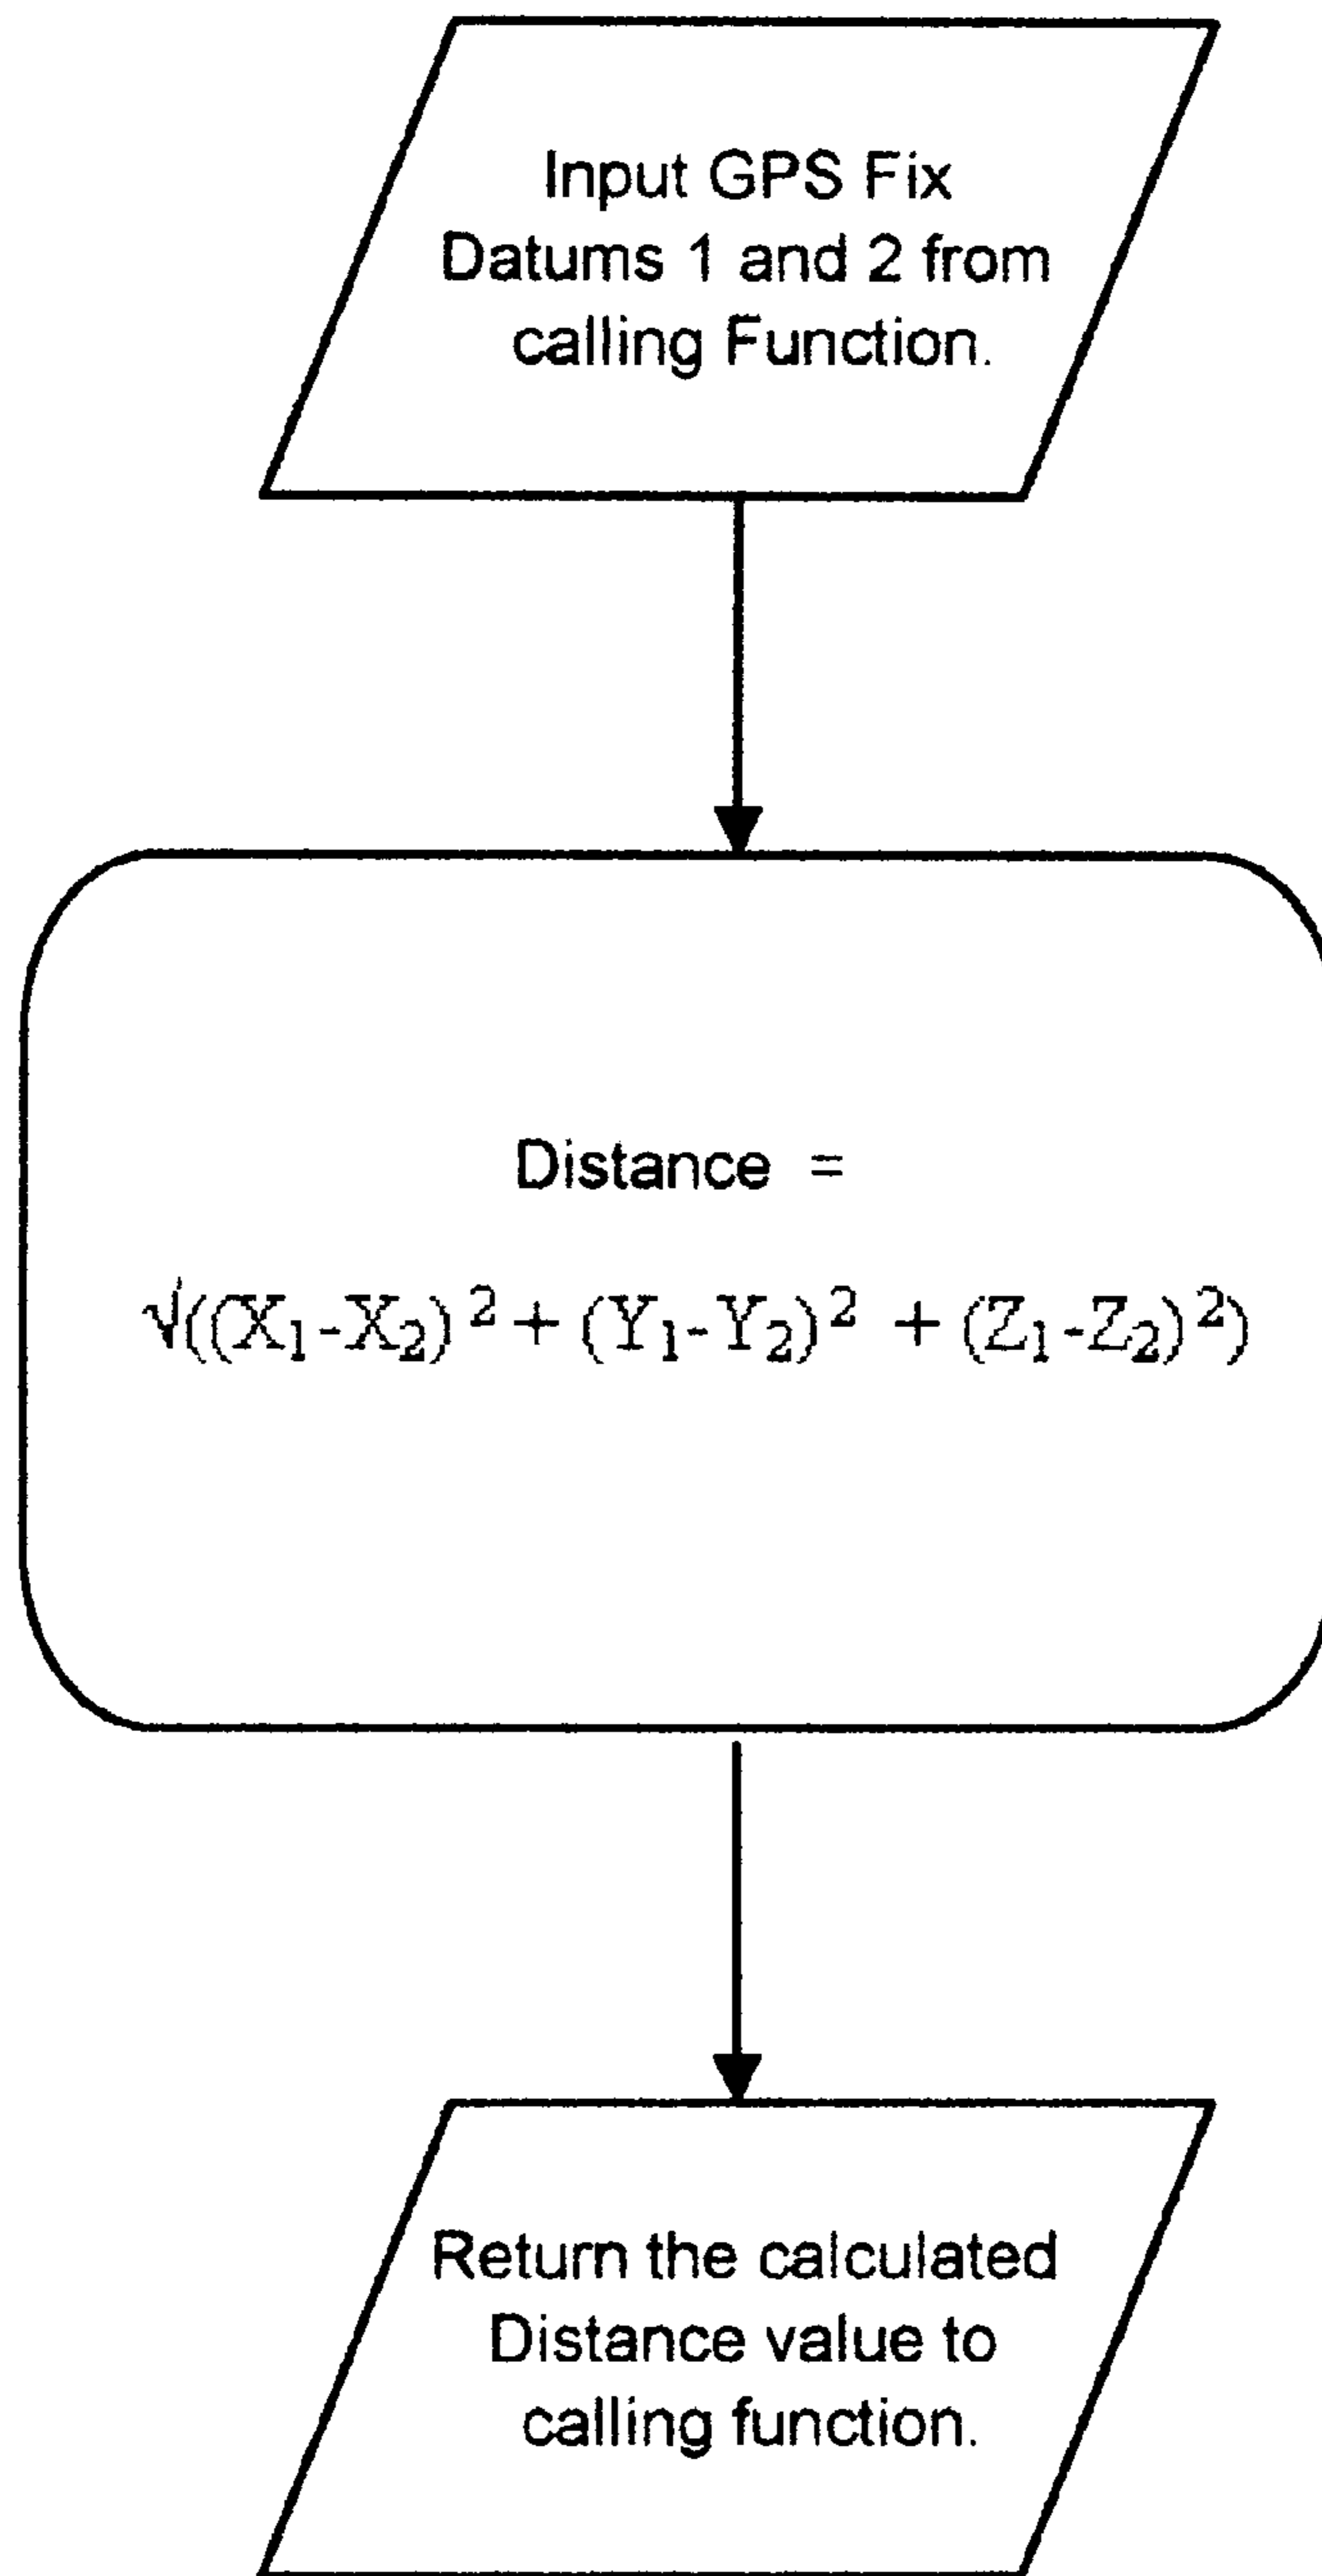 Input GPS Fix
Datums 1 and 2 from
calling Function.
Distance =
√((X₁-X₂)² + (Y₁-Y₂)² + (Z₁-Z₂)²)
Return the calculated
Distance value to
calling function.